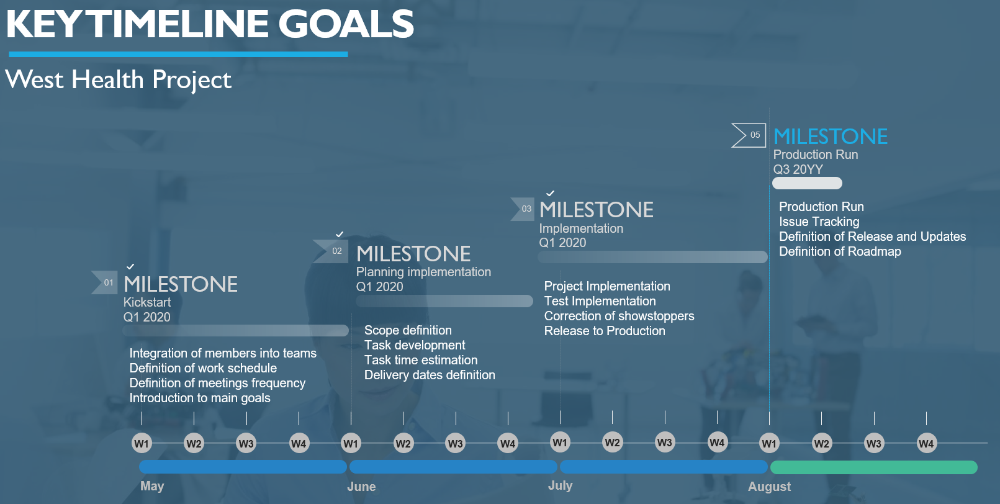 KEY TIMELINE GOALS
West Health Project
01
MILESTONE
Kickstart
Q1 2020
Integration of members into teams
Definition of work schedule
Definition of meetings frequency
Introduction to main goals
02
MILESTONE
Planning implementation
Q1 2020
Scope definition
Task development
Task time estimation
Delivery dates definition
03
MILESTONE
Implementation
Q1 2020
Project Implementation
Test Implementation
Correction of showstoppers
Release to Production
05
MILESTONE
Production Run
Q3 20YY
Production Run
Issue Tracking
Definition of Release and Updates
Definition of Roadmap
W1 W2 W3 W4 W1 W2 W3 W4 W1 W2 W3 W4 W1 W2 W3 W4
May June July August